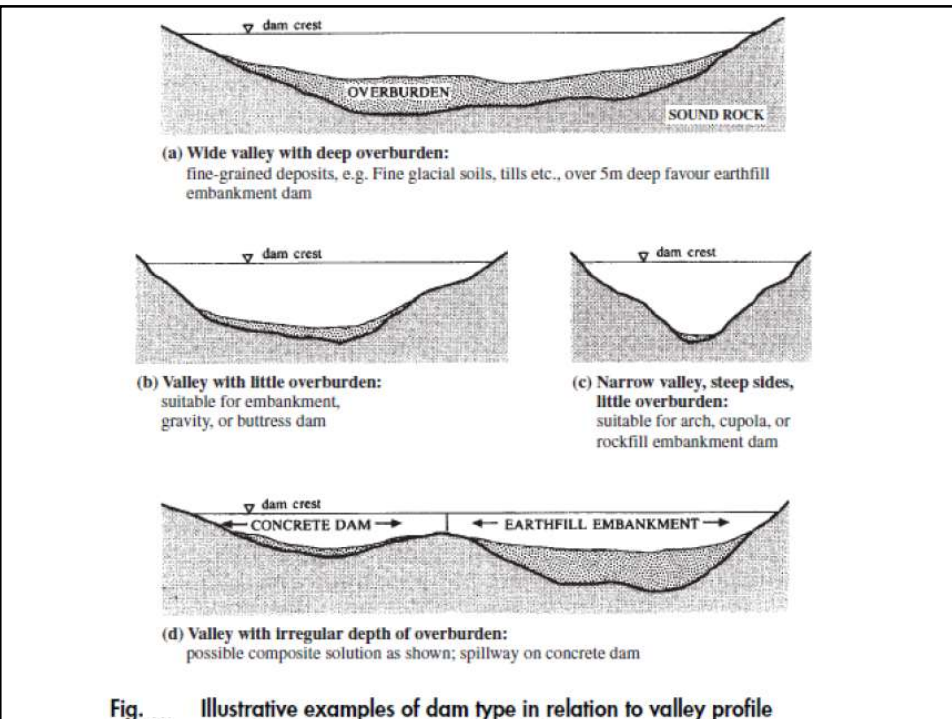 dam crest
OVERBURDEN
SOUND ROCK
(a) Wide valley with deep overburden:
fine-grained deposits, e.g. Fine glacial soils, tills etc., over 5m deep favour earthfill
embankment dam
dam crest
dam crest
(b) Valley with little overburden:
suitable for embankment,
gravity, or buttress dam
(c) Narrow valley, steep sides,
little overburden:
suitable for arch, cupola, or
rockfill embankment dam
dam crest
CONCRETE DAM
EARTHFILL EMBANKMENT
(d) Valley with irregular depth of overburden:
possible composite solution as shown; spillway on concrete dam
Fig. Illustrative examples of dam type in relation to valley profile